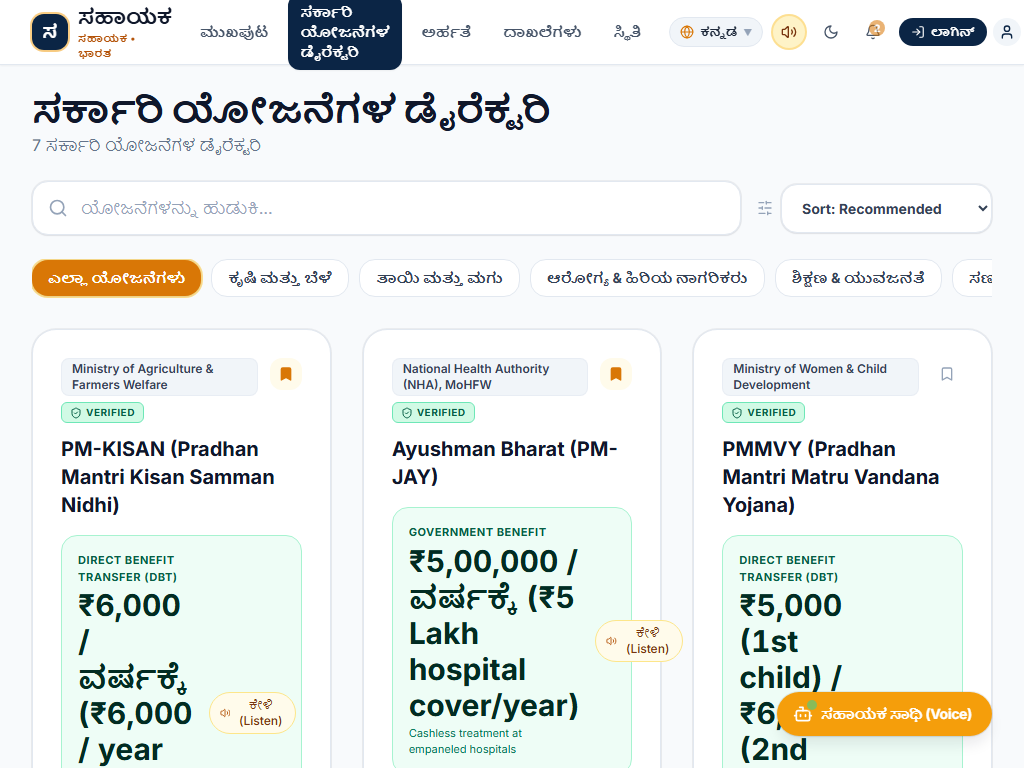 ಸ
ಸಹಾಯಕ
ಸಹಾಯಕ •
ಭಾರತ
ಮುಖಪುಟ
ಸರ್ಕಾರಿ
ಯೋಜನೆಗಳ
ಡೈರೆಕ್ಟರಿ
ಅರ್ಹತೆ
ದಾಖಲೆಗಳು
ಸ್ಥಿತಿ
ಕನ್ನಡ
ಲಾಗಿನ್
ಸರ್ಕಾರಿ ಯೋಜನೆಗಳ ಡೈರೆಕ್ಟರಿ
7 ಸರ್ಕಾರಿ ಯೋಜನೆಗಳ ಡೈರೆಕ್ಟರಿ
ಯೋಜನೆಗಳನ್ನು ಹುಡುಕಿ...
Sort: Recommended
ಎಲ್ಲಾ ಯೋಜನೆಗಳು
ಕೃಷಿ ಮತ್ತು ಬೆಳೆ
ತಾಯಿ ಮತ್ತು ಮಗು
ಆರೋಗ್ಯ & ಹಿರಿಯ ನಾಗರಿಕರು
ಶಿಕ್ಷಣ & ಯುವಜನತೆ
ಸಣ
Ministry of Agriculture &
Farmers Welfare
VERIFIED
PM-KISAN (Pradhan
Mantri Kisan Samman
Nidhi)
DIRECT BENEFIT
TRANSFER (DBT)
₹6,000
/
ವರ್ಷಕ್ಕೆ
(₹6,000
/ year
ಕೇಳಿ
(Listen)
National Health Authority
(NHA), MoHFW
VERIFIED
Ayushman Bharat (PM-
JAY)
GOVERNMENT BENEFIT
₹5,00,000 /
ವರ್ಷಕ್ಕೆ (₹5
Lakh
hospital
cover/year)
Cashless treatment at
empaneled hospitals
ಕೇಳಿ
(Listen)
Ministry of Women & Child
Development
VERIFIED
PMMVY (Pradhan
Mantri Matru Vandana
Yojana)
DIRECT BENEFIT
TRANSFER (DBT)
₹5,000
(1st
child) /
₹6,
(2nd
ಸಹಾಯಕ ಸಾಥಿ (Voice)